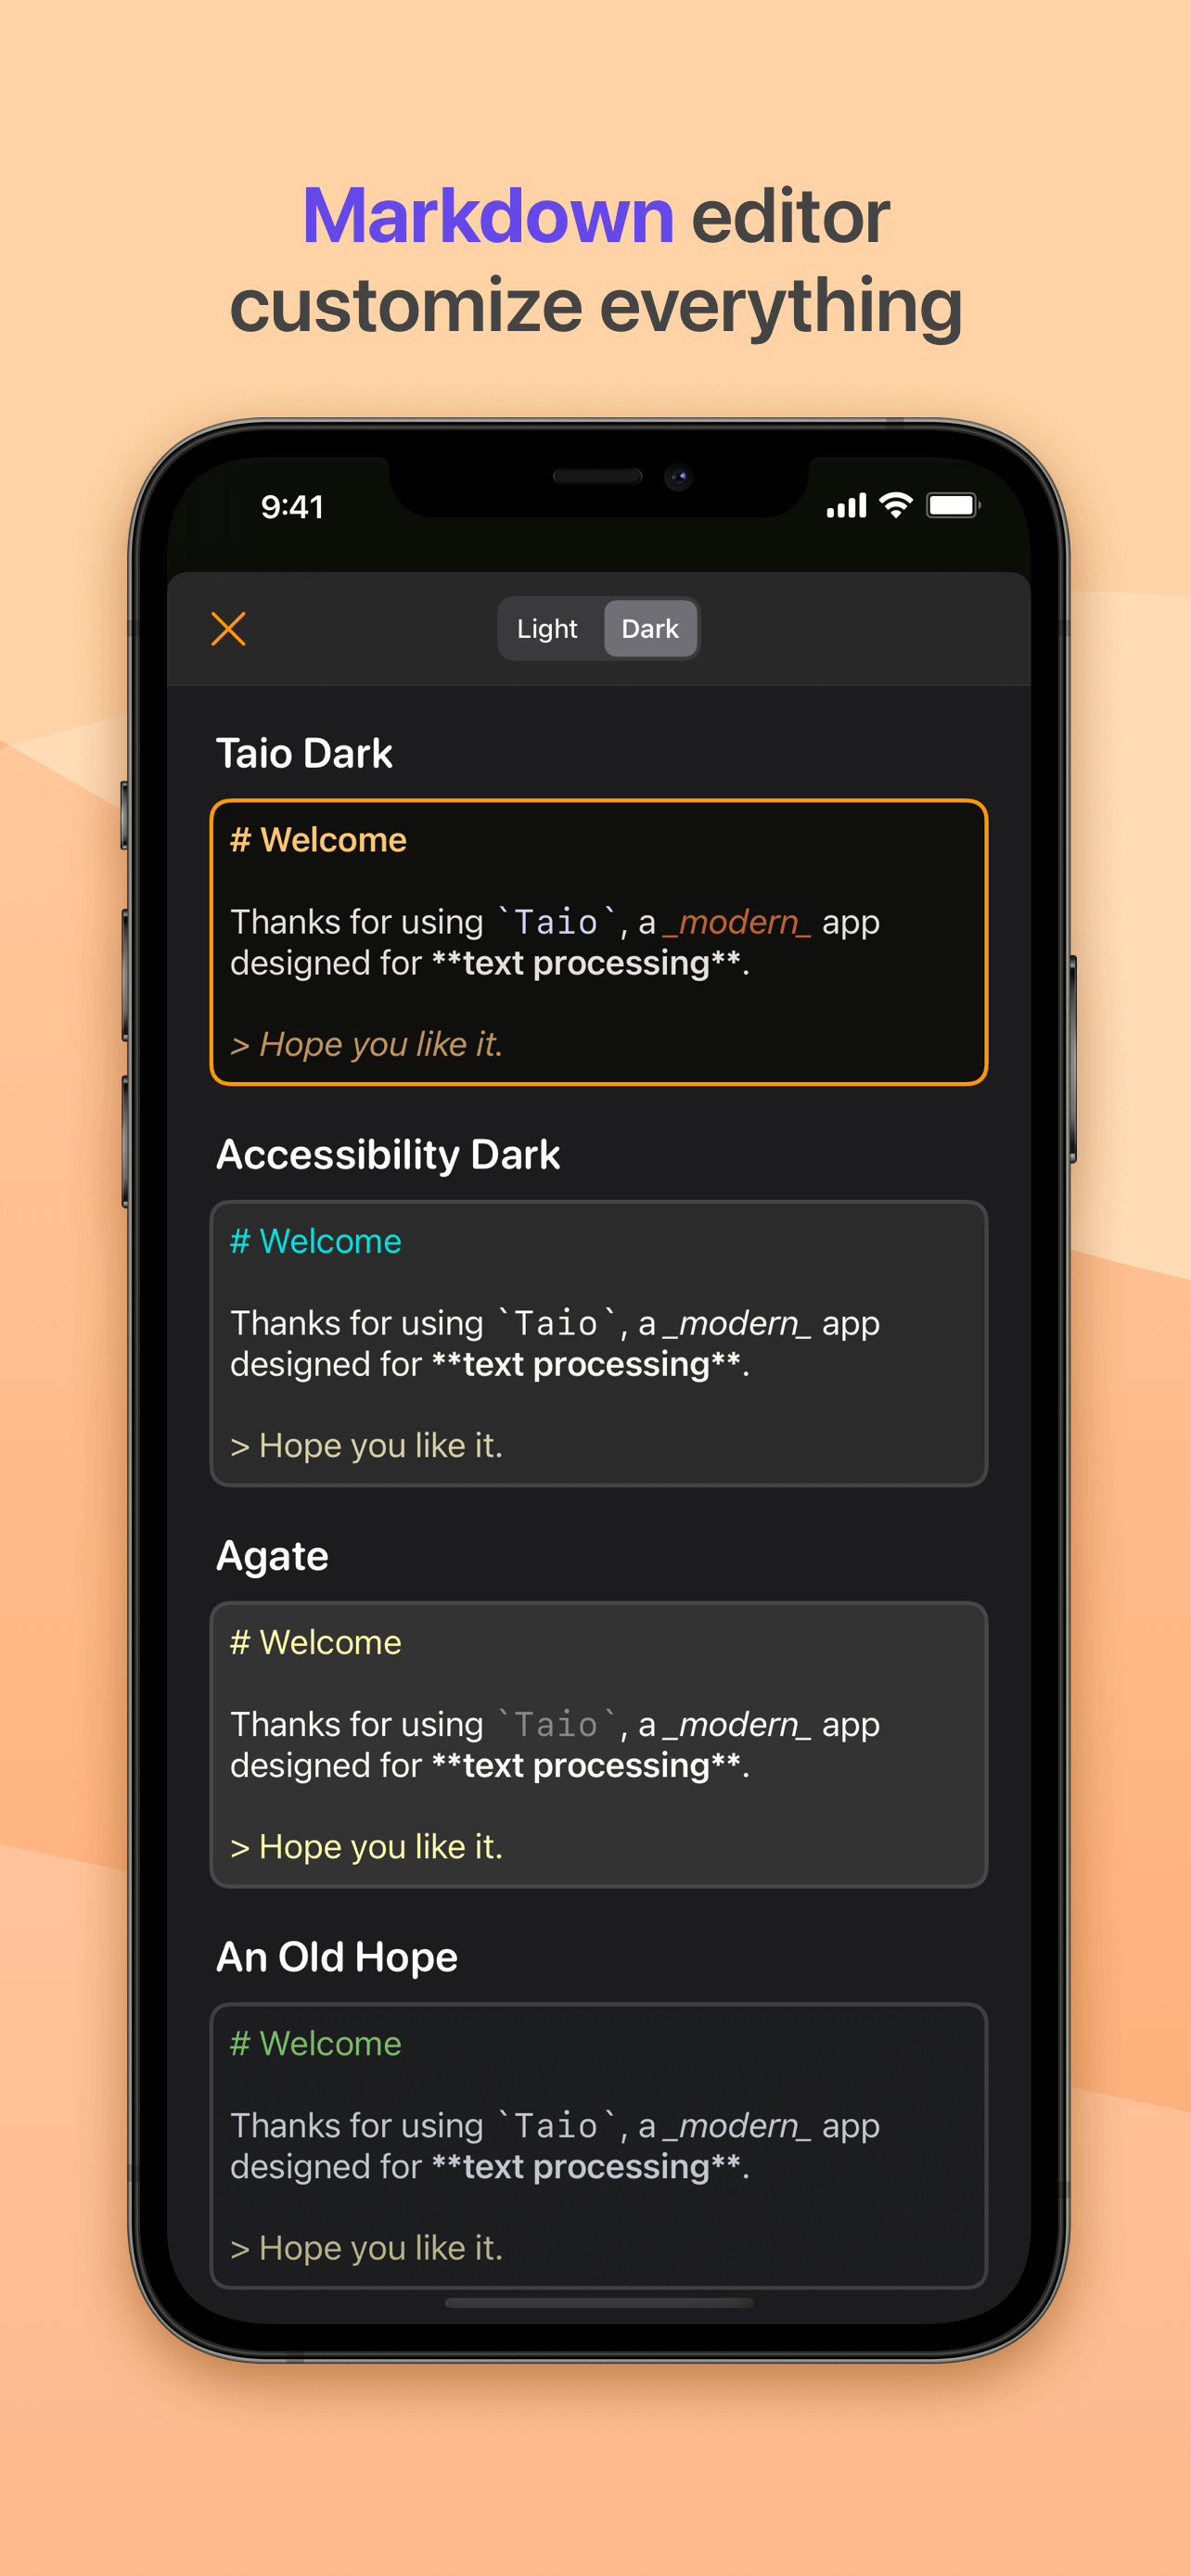 Markdown editor
customize everything
9:41
Light Dark
Taio Dark
# Welcome
Thanks for using `Taio`, a _modern_ app
designed for **text processing**.
> Hope you like it.
Accessibility Dark
# Welcome
Thanks for using `Taio`, a _modern_ app
designed for **text processing**.
> Hope you like it.
Agate
# Welcome
Thanks for using `Taio`, a _modern_ app
designed for **text processing**.
> Hope you like it.
An Old Hope
# Welcome
Thanks for using `Taio`, a _modern_ app
designed for **text processing**.
> Hope you like it.